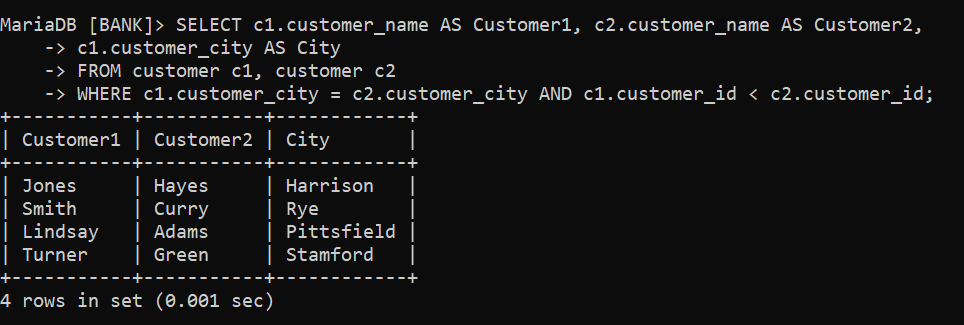 MariaDB [BANK]> SELECT c1.customer_name AS Customer1, c2.customer_name AS Customer2,
    -> c1.customer_city AS City
    -> FROM customer c1, customer c2
    -> WHERE c1.customer_city = c2.customer_city AND c1.customer_id < c2.customer_id;
+-----------+-----------+------------+
| Customer1 | Customer2 | City       |
+-----------+-----------+------------+
| Jones     | Hayes     | Harrison   |
| Smith     | Curry     | Rye        |
| Lindsay   | Adams     | Pittsfield |
| Turner    | Green     | Stamford   |
+-----------+-----------+------------+
4 rows in set (0.001 sec)